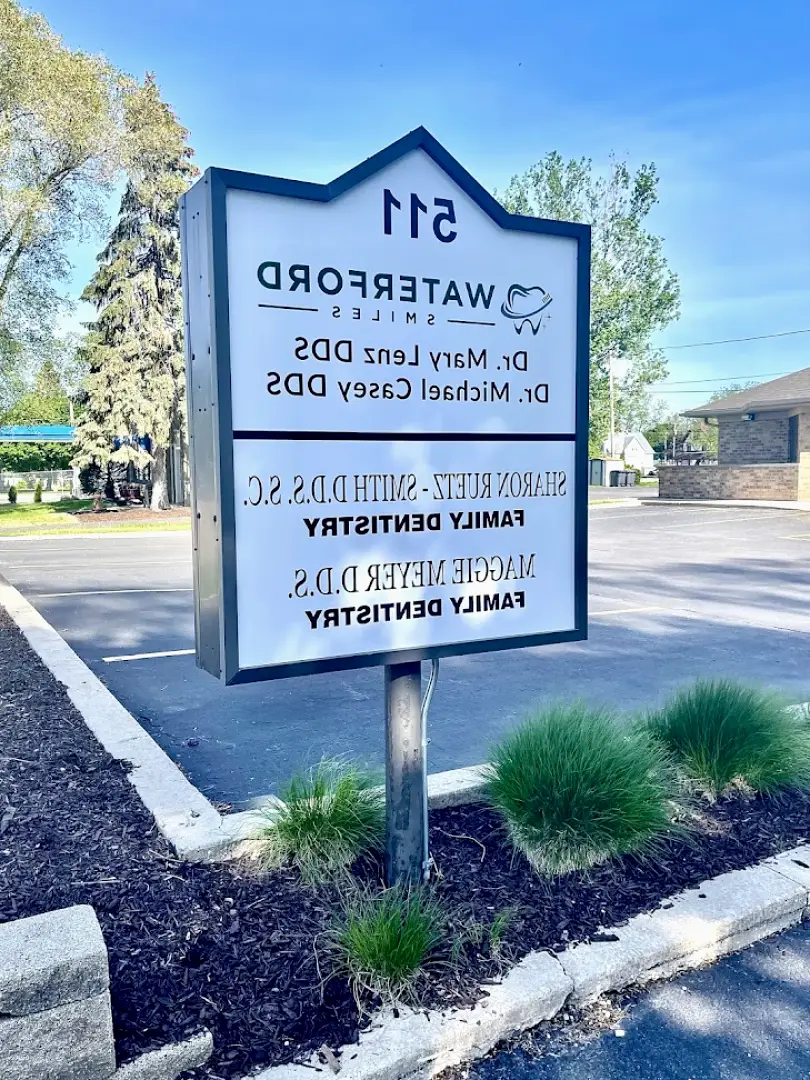 511
WATERFORD
SMILES
Dr. Mary Lenz DDS
Dr. Michael Casey DDS
SHARON RUETZ - SMITH D.D.S. S.C.
FAMILY DENTISTRY
MAGGIE MEYER D.D.S.
FAMILY DENTISTRY